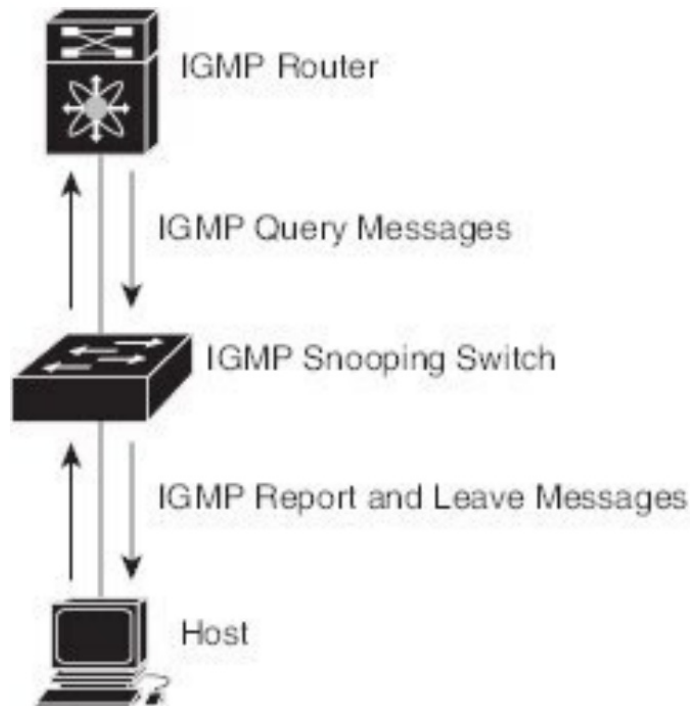 IGMP Router
IGMP Query Messages
IGMP Snooping Switch
IGMP Report and Leave Messages
Host